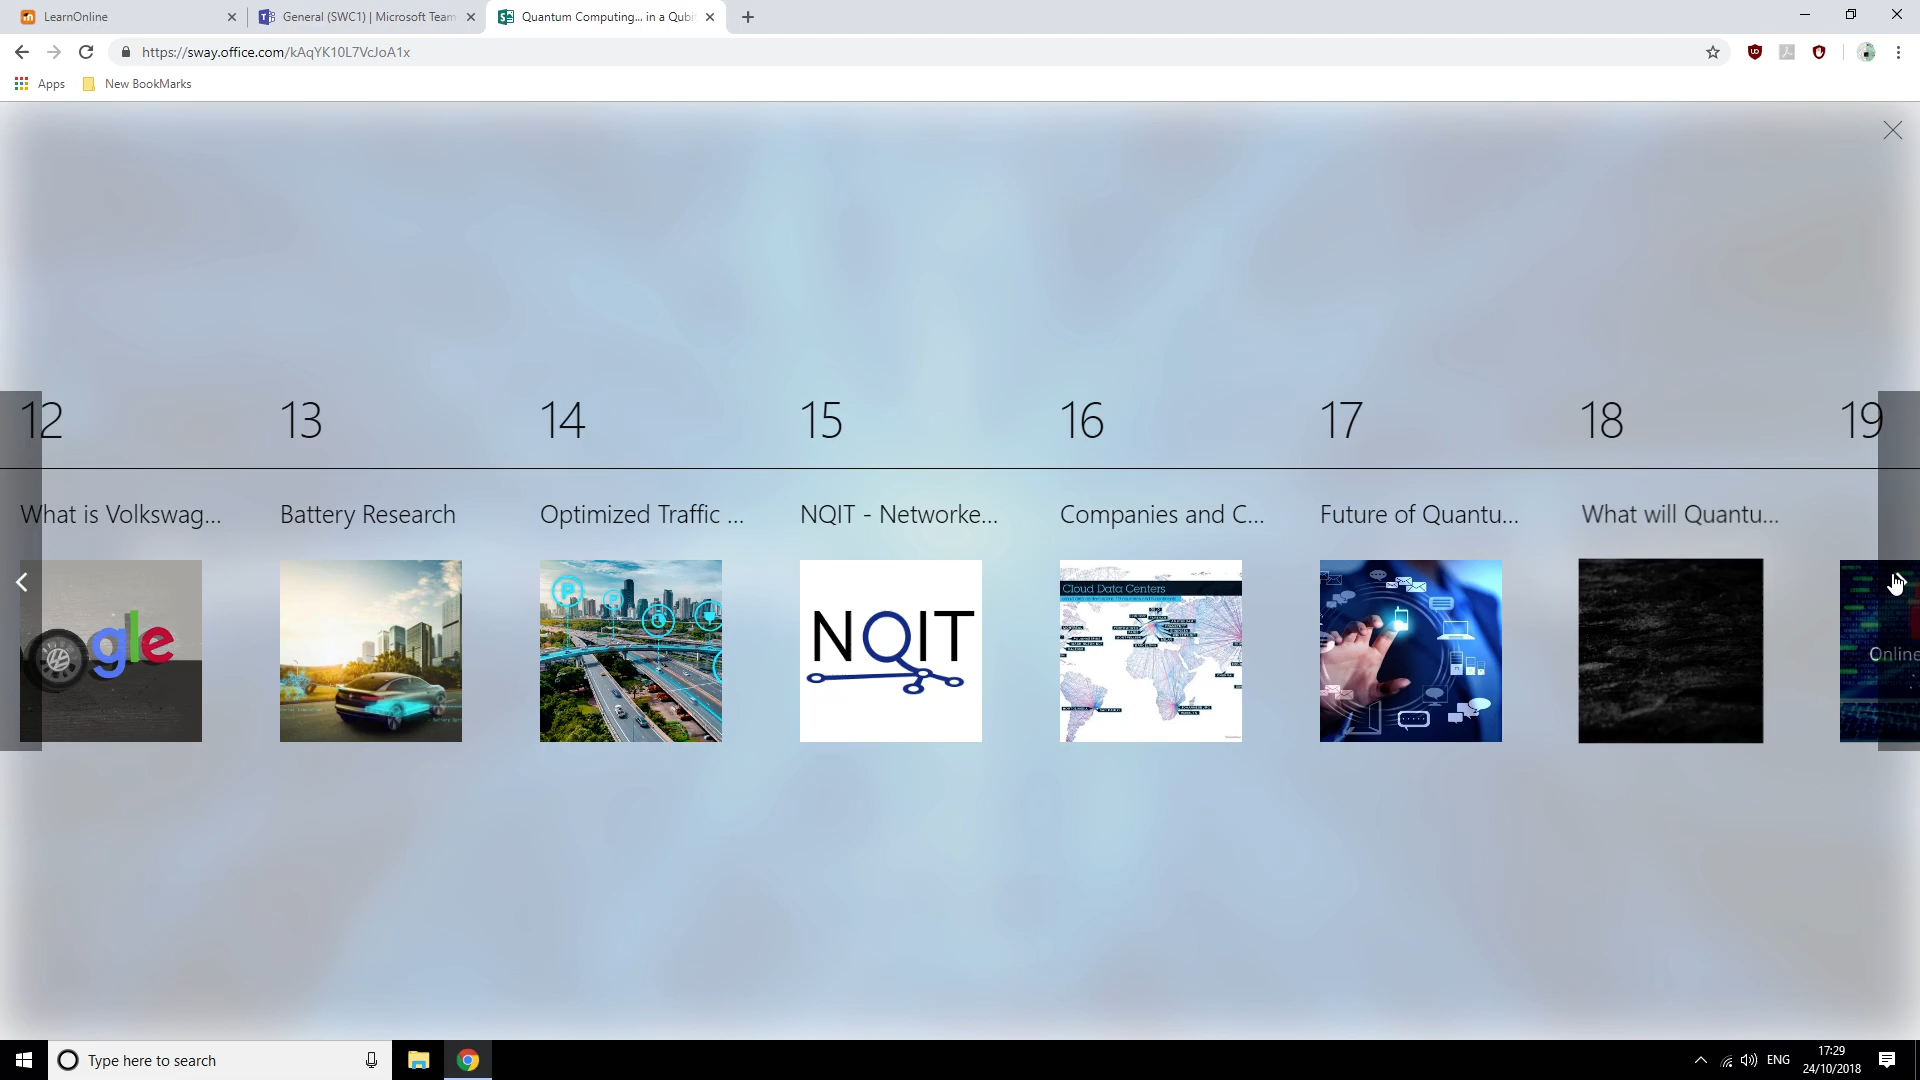 LearnOnline
General (SWC1) | Microsoft Team
Quantum Computing... in a Qubi
https://sway.office.com/kAqYK10L7VcJoA1x
Apps
New BookMarks
12
13
14
15
16
17
18
19
What is Volkswag...
Battery Research
Optimized Traffic ...
NQIT - Networke...
Companies and C...
Future of Quantu...
What will Quantu...
gle
P
P
NQIT
Cloud Data Centers
Online
Type here to search
ENG
17:29
24/10/2018